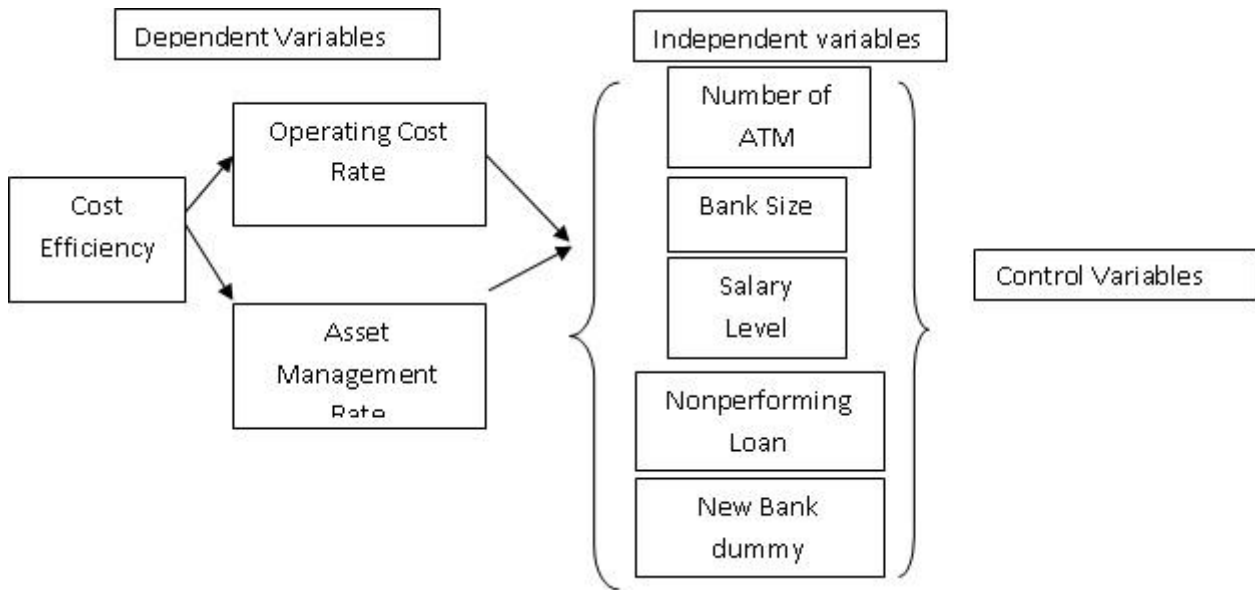 Dependent Variables
Independent variables
Cost
Efficiency
Operating Cost
Rate
Asset
Management
Rate
Number of
ATM
Bank Size
Salary
Level
Nonperforming
Loan
New Bank
dummy
Control Variables